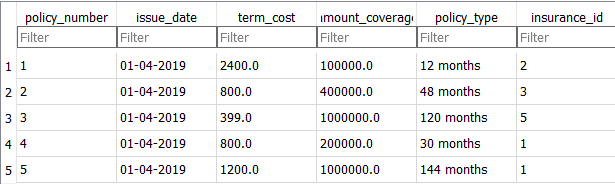 policy_number issue_date term_cost amount_coverage policy_type insurance_id
Filter Filter Filter Filter Filter Filter
1 1 01-04-2019 2400.0 100000.0 12 months 2
2 2 01-04-2019 800.0 400000.0 48 months 3
3 3 01-04-2019 399.0 1000000.0 120 months 5
4 4 01-04-2019 800.0 200000.0 30 months 1
5 5 01-04-2019 1200.0 1000000.0 144 months 1